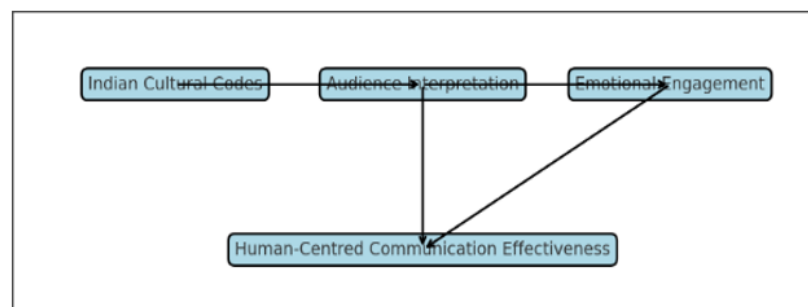 Indian Cultural Codes
Audience Interpretation
Emotional Engagement
Human-Centred Communication Effectiveness